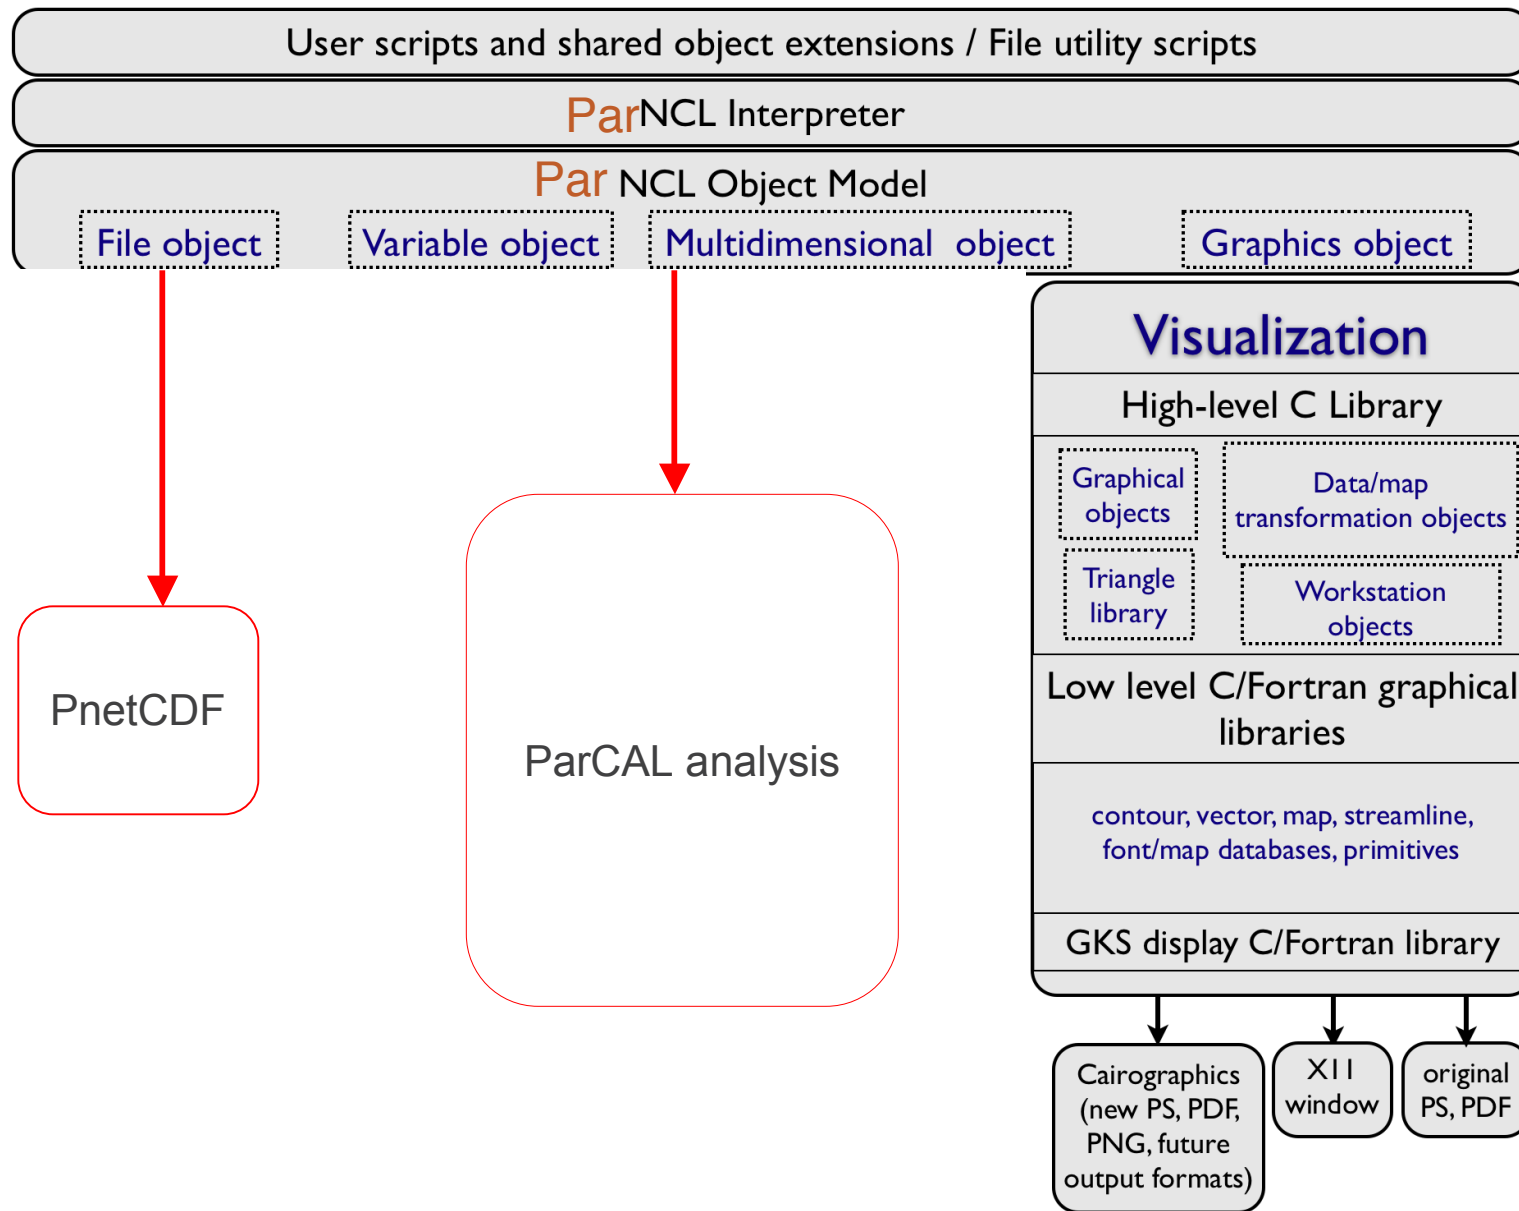 User scripts and shared object extensions / File utility scripts
ParNCL Interpreter
Par NCL Object Model
File object
Variable object
Multidimensional object
Graphics object
Visualization
High-level C Library
Graphical
objects
Data/map
transformation objects
Triangle
library
Workstation
objects
PnetCDF
ParCAL analysis
Low level C/Fortran graphical
libraries
contour, vector, map, streamline,
font/map databases, primitives
GKS display C/Fortran library
Cairographics
(new PS, PDF,
PNG, future
output formats)
X11
window
original
PS, PDF